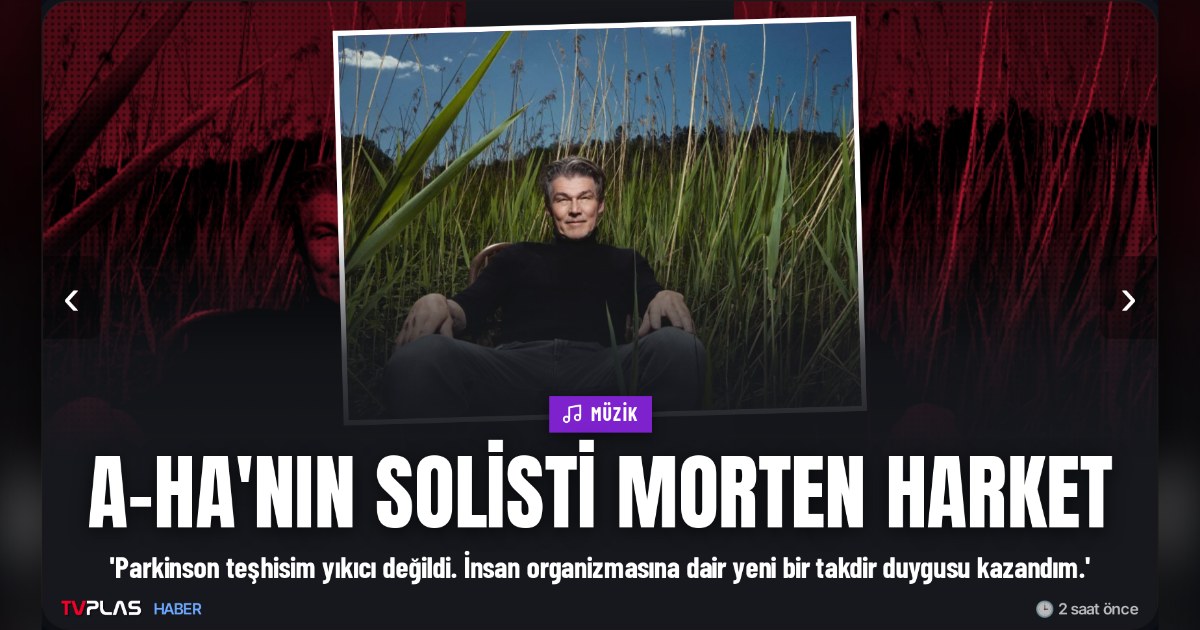 MÜZİK
A-HA'NIN SOLİSTİ MORTEN HARKET
'Parkinson teşhisim yıkıcı değildi. İnsan organizmasına dair yeni bir takdir duygusu kazandım.'
TVPLAS HABER
2 saat önce